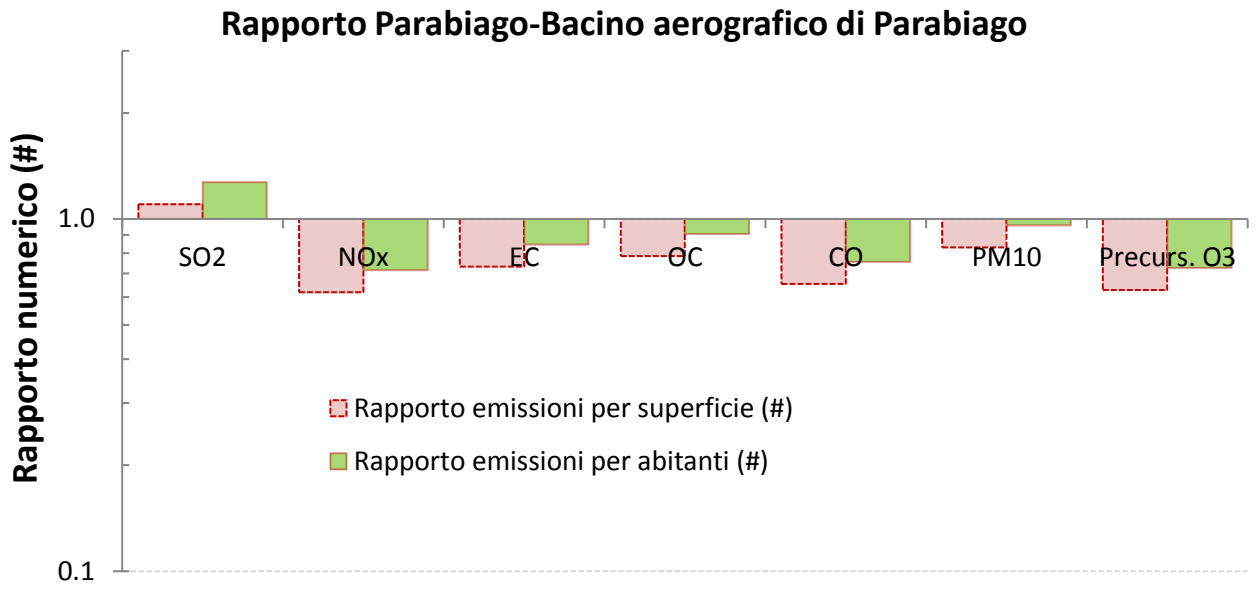 Rapporto Parabiago-Bacino aerografico di Parabiago
Rapporto numerico (#)
1.0
SO2 NOx EC OC CO PM10 Precurs. O3
Rapporto emissioni per superficie (#)
Rapporto emissioni per abitanti (#)
0.1